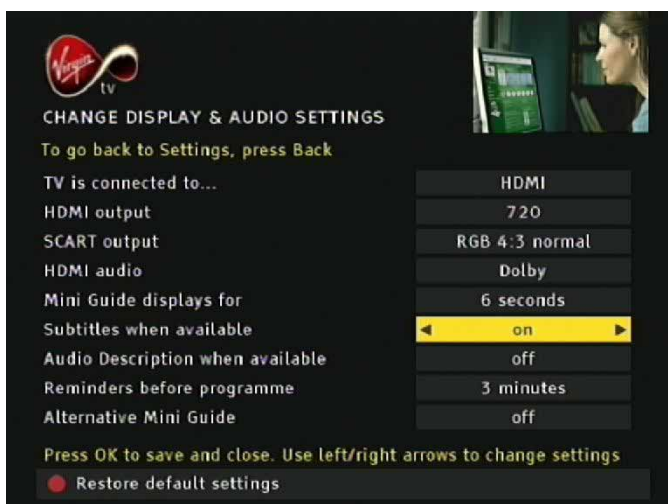 Virgin
tv
CHANGE DISPLAY & AUDIO SETTINGS
To go back to Settings, press Back
TV is connected to... HDMI
HDMI output 720
SCART output RGB 4:3 normal
HDMI audio Dolby
Mini Guide displays for 6 seconds
Subtitles when available on
Audio Description when available off
Reminders before programme 3 minutes
Alternative Mini Guide off
Press OK to save and close. Use left/right arrows to change settings
Restore default settings